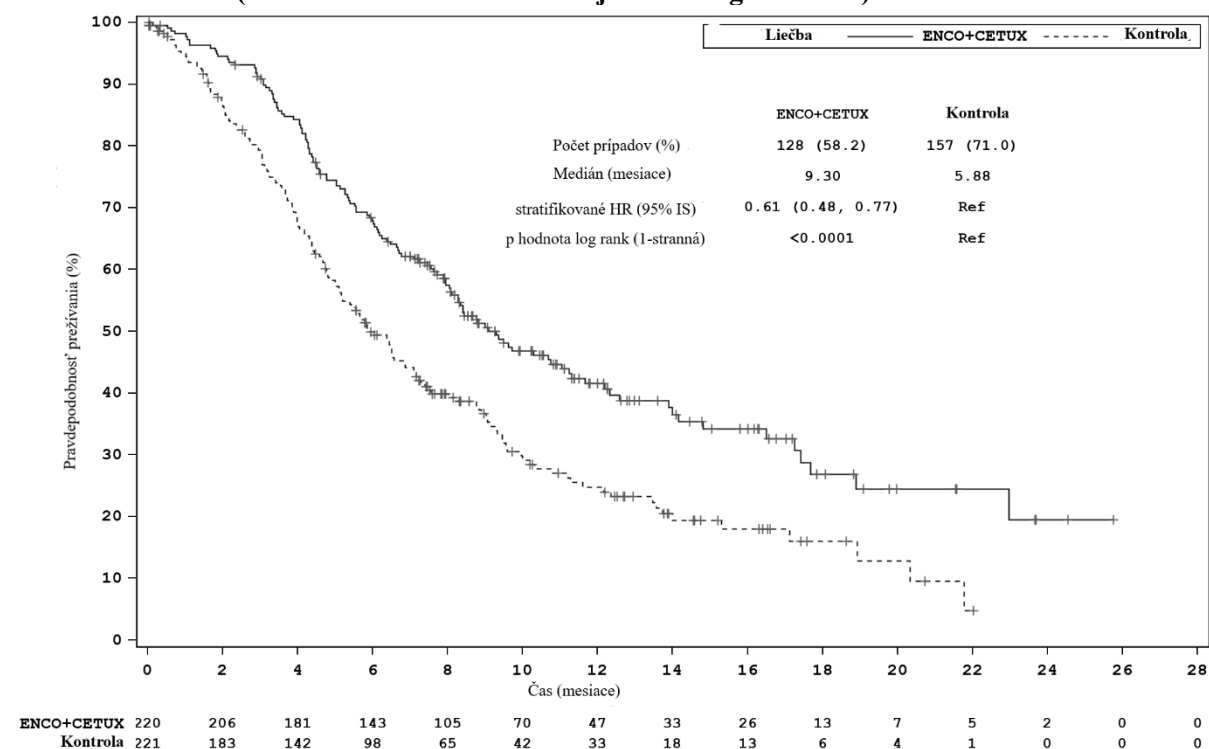 100
90
80
70
60
50
40
30
20
10
0
Pravdepodobnosť prežívania (%)
Liečba ENCO+CETUX Kontrola
ENCO+CETUX Kontrola
Počet prípadov (%) 128 (58.2) 157 (71.0)
Medián (mesiace) 9.30 5.88
stratifikované HR (95% IS) 0.61 (0.48, 0.77) Ref
p hodnota log rank (1-stranná) <0.0001 Ref
0 2 4 6 8 10 12 14 16 18 20 22 24 26 28
Čas (mesiace)
ENCO+CETUX 220 206 181 143 105 70 47 33 26 13 7 5 2 0 0
Kontrola 221 183 142 98 65 42 33 18 13 6 4 1 0 0 0